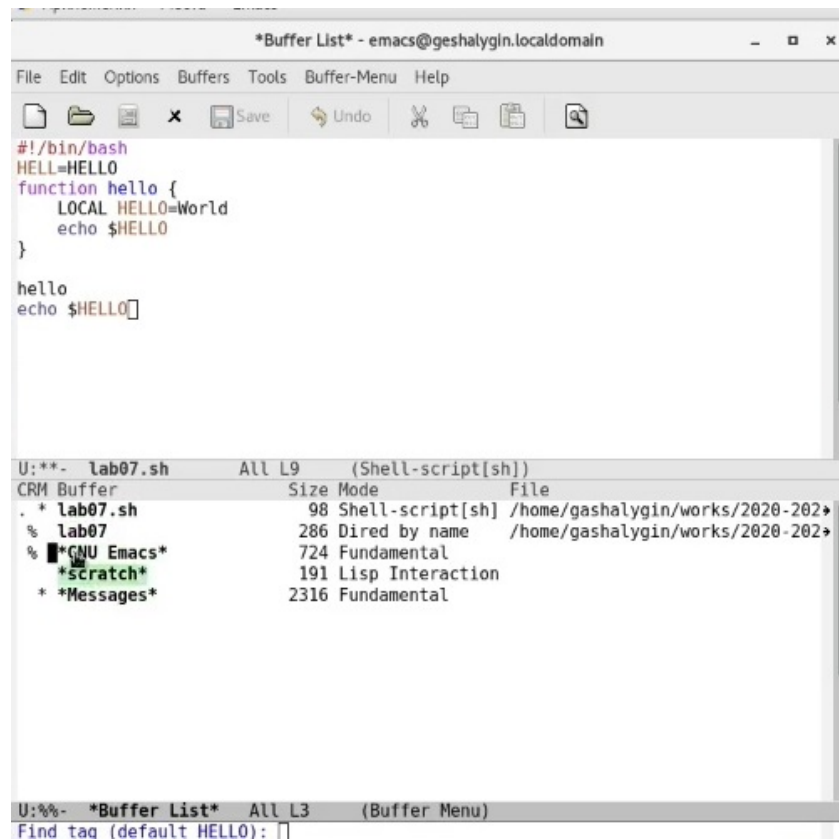 *Buffer List* - emacs@geshalygin.localdomain
File Edit Options Buffers Tools Buffer-Menu Help
Save Undo
#!/bin/bash
HELL=HELLO
function hello {
    LOCAL HELLO=World
    echo $HELLO
}
hello
echo $HELLO
U:**- lab07.sh All L9 (Shell-script[sh])
CRM Buffer Size Mode File
. * lab07.sh 98 Shell-script[sh] /home/gashalygin/works/2020-202
% lab07 286 Dired by name /home/gashalygin/works/2020-202
% *GNU Emacs* 724 Fundamental
*scratch* 191 Lisp Interaction
* *Messages* 2316 Fundamental
U:%%- *Buffer List* All L3 (Buffer Menu)
Find tag (default HELLO):